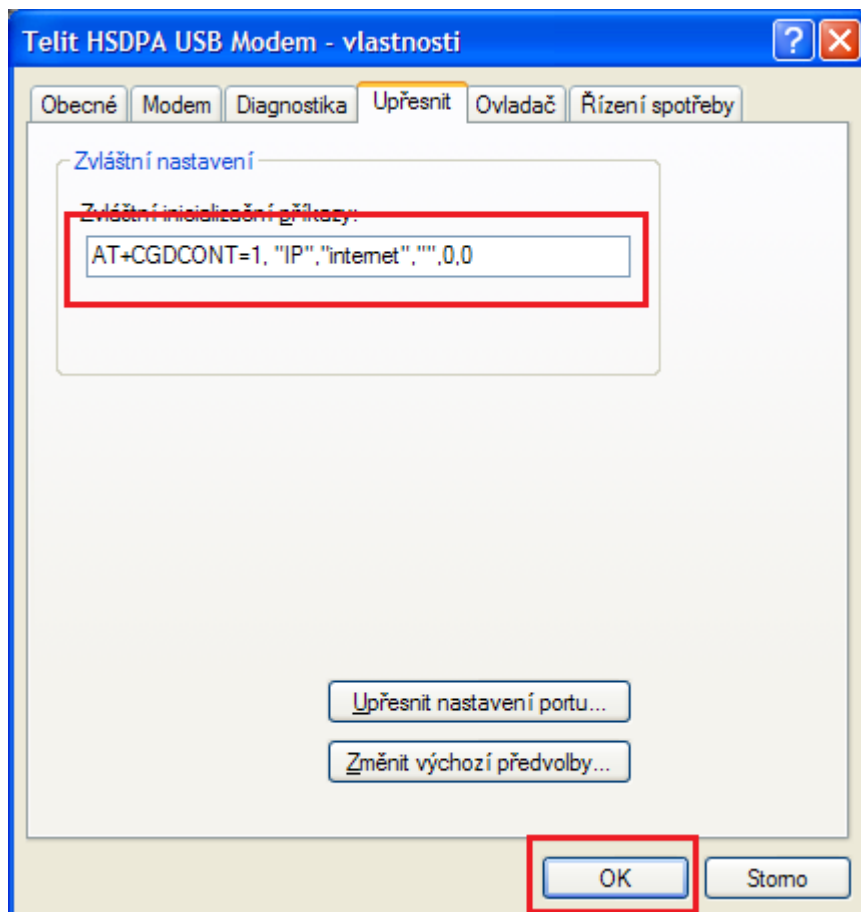 Telit HSDPA USB Modem - vlastnosti
Obecné Modem Diagnostika Upřesnit Ovladač Řízení spotřeby
Zvláštní nastavení
Zvláštní inicializační příkazy:
AT+CGDCONT=1, "IP","internet","",0,0
Upřesnit nastavení portu...
Změnit výchozí předvolby...
OK Storno